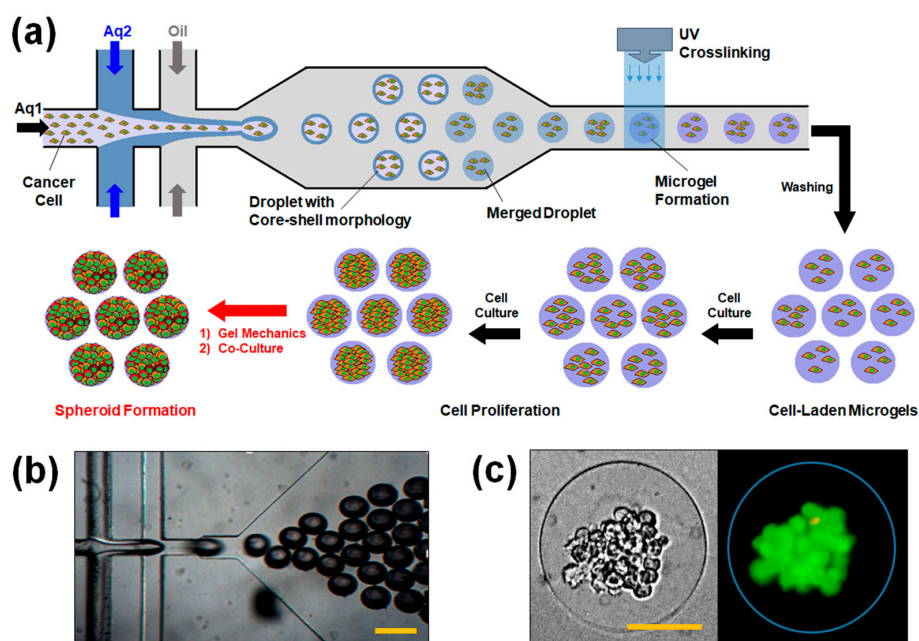 (a)
Aq2
Oil
UV
Crosslinking
Aq1
Cancer
Cell
Droplet with
Core-shell morphology
Merged Droplet
Microgel
Formation
Washing
1) Gel Mechanics
2) Co-Culture
Cell
Culture
Cell
Culture
Spheroid Formation
Cell Proliferation
Cell-Laden Microgels
(b)
(c)